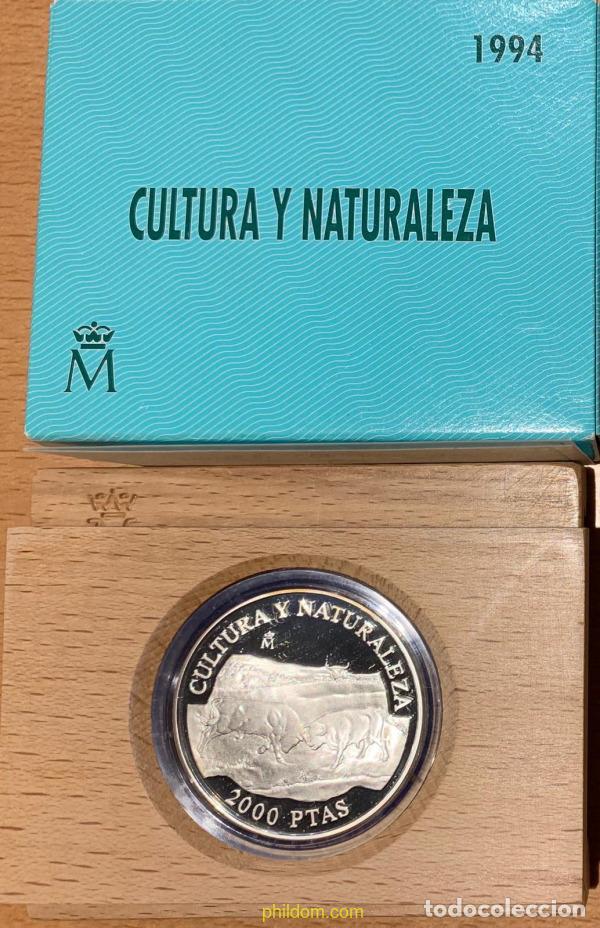 1994
CULTURA Y NATURALEZA
M
CULTURA Y NATURALEZA
M
2000 PTAS
phildom.com
todocoleccion